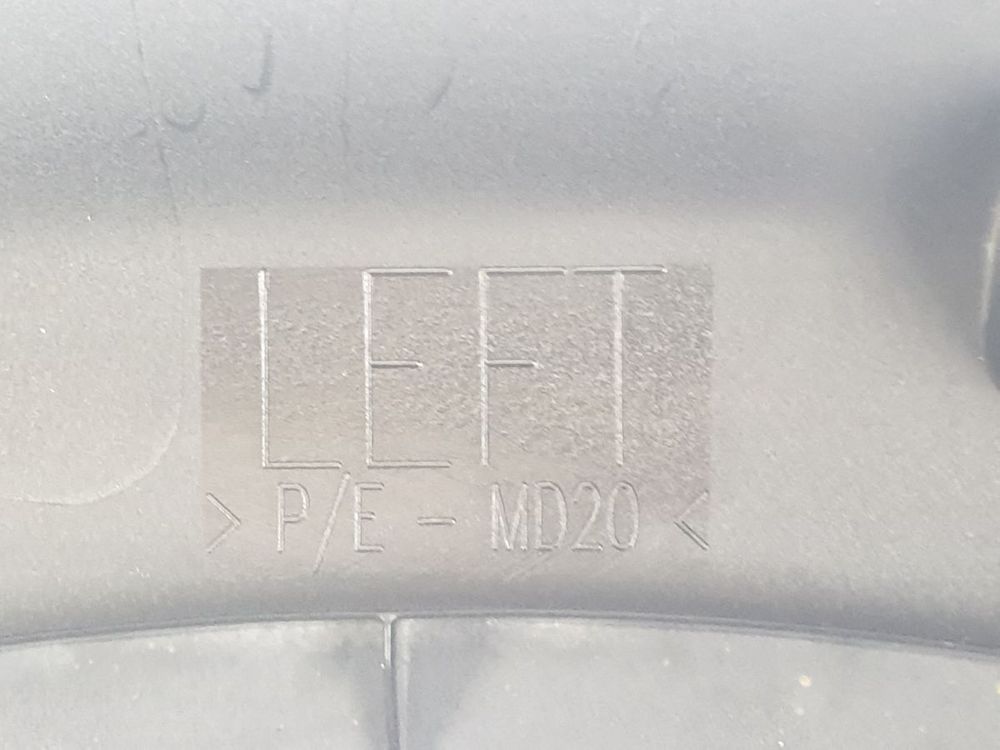 LEFT
> P/E - MD20 <